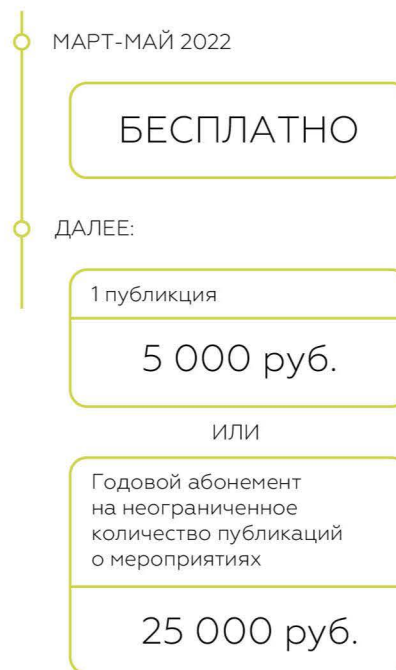 МАРТ-МАЙ 2022
БЕСПЛАТНО
ДАЛЕЕ:
1 публикция
5 000 руб.
ИЛИ
Годовой абонемент
на неограниченное
количество публикаций
о мероприятиях
25 000 руб.